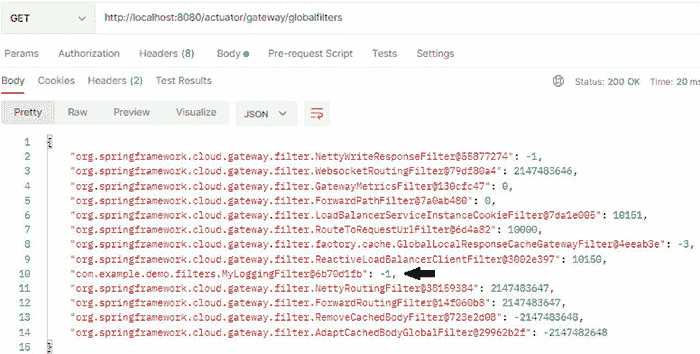 GET http://localhost:8080/actuator/gateway/globalfilters
Params Authorization Headers (8) Body Pre-request Script Tests Settings
Body Cookies Headers (2) Test Results Status: 200 OK Time: 20 ms
Pretty Raw Preview Visualize JSON
1 {
2 "org.springframework.cloud.gateway.filter.NettyWriteResponseFilter@55877274": -1,
3 "org.springframework.cloud.gateway.filter.WebsocketRoutingFilter@79df80a4": 2147483646,
4 "org.springframework.cloud.gateway.filter.GatewayMetricsFilter@130cfc47": 0,
5 "org.springframework.cloud.gateway.filter.ForwardPathFilter@7a0ab480": 0,
6 "org.springframework.cloud.gateway.filter.LoadBalancerServiceInstanceCookieFilter@7da1e005": 10151,
7 "org.springframework.cloud.gateway.filter.RouteToRequestUrlFilter@6d4a82": 10000,
8 "org.springframework.cloud.gateway.filter.factory.cache.GlobalLocalResponseCacheGatewayFilter@4eeab3e": -3,
9 "org.springframework.cloud.gateway.filter.ReactiveLoadBalancerClientFilter@3002e397": 10150,
10 "com.example.demo.filters.MyLoggingFilter@6b70d1fb": -1,
11 "org.springframework.cloud.gateway.filter.NettyRoutingFilter@38159384": 2147483647,
12 "org.springframework.cloud.gateway.filter.ForwardRoutingFilter@14f060b8": 2147483647,
13 "org.springframework.cloud.gateway.filter.RemoveCachedBodyFilter@723e2d08": -2147483648,
14 "org.springframework.cloud.gateway.filter.AdaptCachedBodyGlobalFilter@29962b2f": -2147482648
15 }